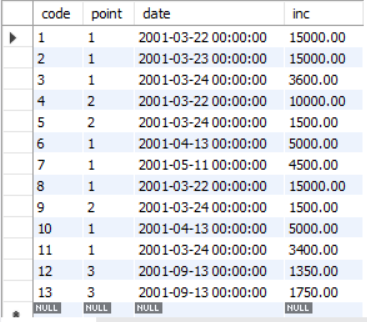 code point date inc
1 1 2001-03-22 00:00:00 15000.00
2 1 2001-03-23 00:00:00 15000.00
3 1 2001-03-24 00:00:00 3600.00
4 2 2001-03-22 00:00:00 10000.00
5 2 2001-03-24 00:00:00 1500.00
6 1 2001-04-13 00:00:00 5000.00
7 1 2001-05-11 00:00:00 4500.00
8 1 2001-03-22 00:00:00 15000.00
9 2 2001-03-24 00:00:00 1500.00
10 1 2001-04-13 00:00:00 5000.00
11 1 2001-03-24 00:00:00 3400.00
12 3 2001-09-13 00:00:00 1350.00
13 3 2001-09-13 00:00:00 1750.00
NULL NULL NULL NULL